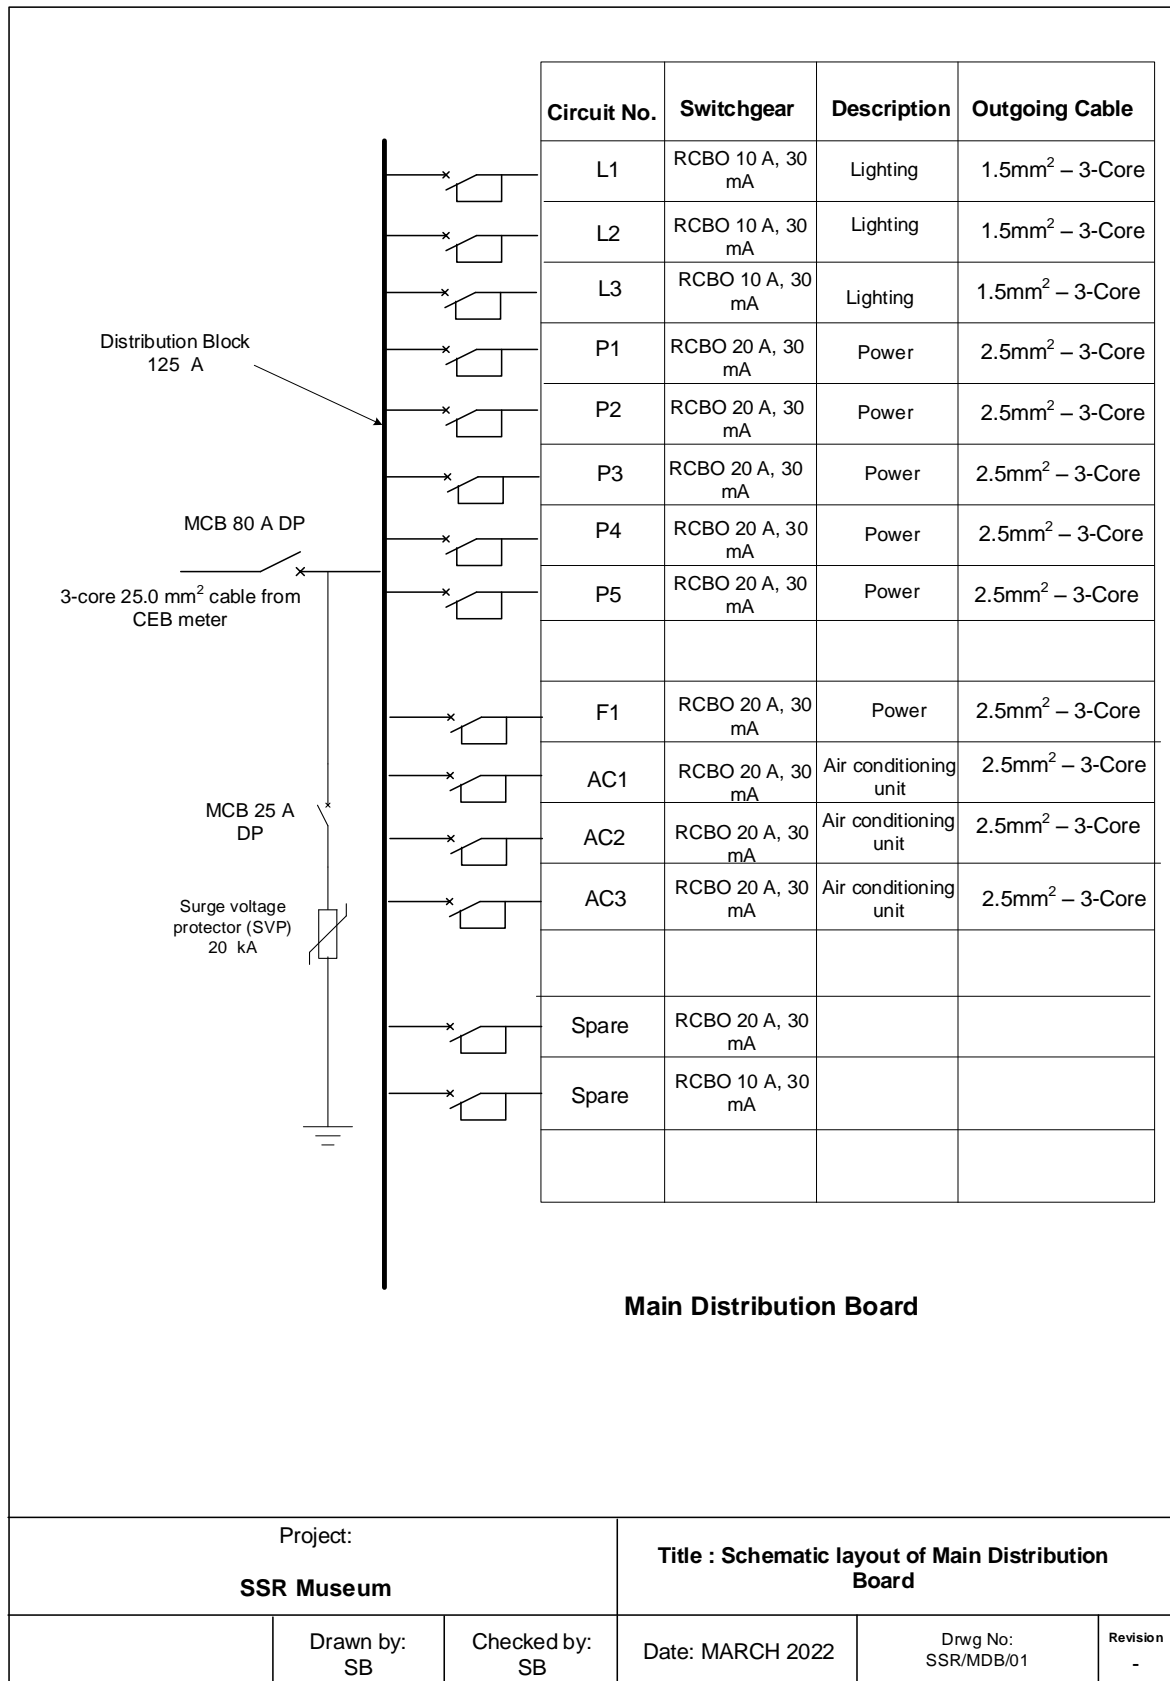 Circuit No. Switchgear Description Outgoing Cable
L1 RCBO 10 A, 30 Lighting 1.5mm² – 3-Core
mA
L2 RCBO 10 A, 30 Lighting 1.5mm² – 3-Core
mA
L3 RCBO 10 A, 30 Lighting 1.5mm² – 3-Core
mA
Distribution Block
125 A
P1 RCBO 20 A, 30 Power 2.5mm² – 3-Core
mA
P2 RCBO 20 A, 30 Power 2.5mm² – 3-Core
mA
P3 RCBO 20 A, 30 Power 2.5mm² – 3-Core
mA
MCB 80 A DP
P4 RCBO 20 A, 30 Power 2.5mm² – 3-Core
mA
3-core 25.0 mm² cable from
CEB meter
P5 RCBO 20 A, 30 Power 2.5mm² – 3-Core
mA
F1 RCBO 20 A, 30 Power 2.5mm² – 3-Core
mA
AC1 RCBO 20 A, 30 Air conditioning 2.5mm² – 3-Core
mA unit
MCB 25 A
DP
AC2 RCBO 20 A, 30 Air conditioning 2.5mm² – 3-Core
mA unit
AC3 RCBO 20 A, 30 Air conditioning 2.5mm² – 3-Core
mA unit
Surge voltage
protector (SVP)
20 kA
Spare RCBO 20 A, 30
mA
Spare RCBO 10 A, 30
mA
Main Distribution Board
Project:
SSR Museum
Title : Schematic layout of Main Distribution
Board
Drawn by:
SB
Checked by:
SB
Date: MARCH 2022
Drwg No:
SSR/MDB/01
Revision
-